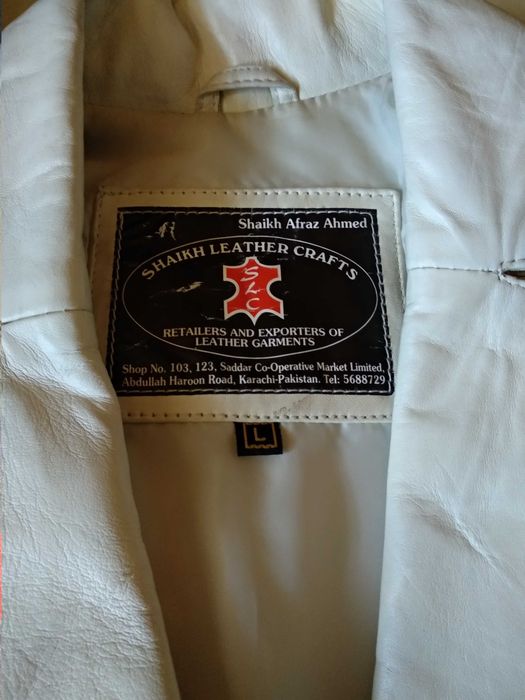 Shaikh Afraz Ahmed
SHAIKH LEATHER CRAFTS
SLC
RETAILERS AND EXPORTERS OF
LEATHER GARMENTS
Shop No. 103, 123, Saddar Co-Operative Market Limited,
Abdullah Haroon Road, Karachi-Pakistan. Tel: 5688729
L